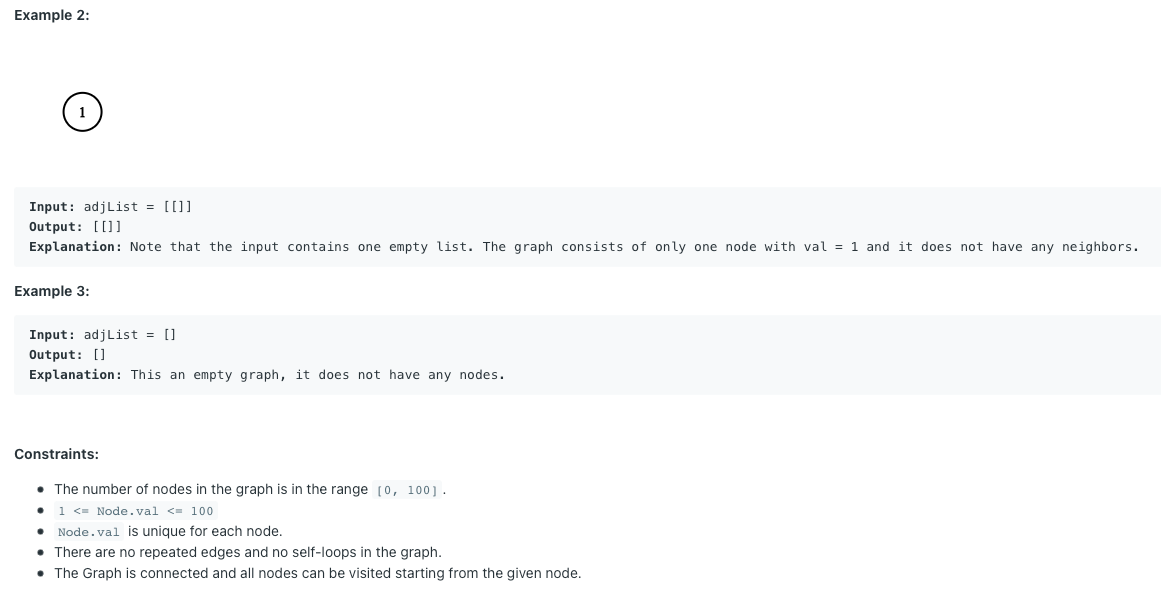 Example 2:
1
Input: adjList = [[]]
Output: [[]]
Explanation: Note that the input contains one empty list. The graph consists of only one node with val = 1 and it does not have any neighbors.
Example 3:
Input: adjList = []
Output: []
Explanation: This an empty graph, it does not have any nodes.
Constraints:
The number of nodes in the graph is in the range [0, 100].
1 <= Node.val <= 100
Node.val is unique for each node.
There are no repeated edges and no self-loops in the graph.
The Graph is connected and all nodes can be visited starting from the given node.